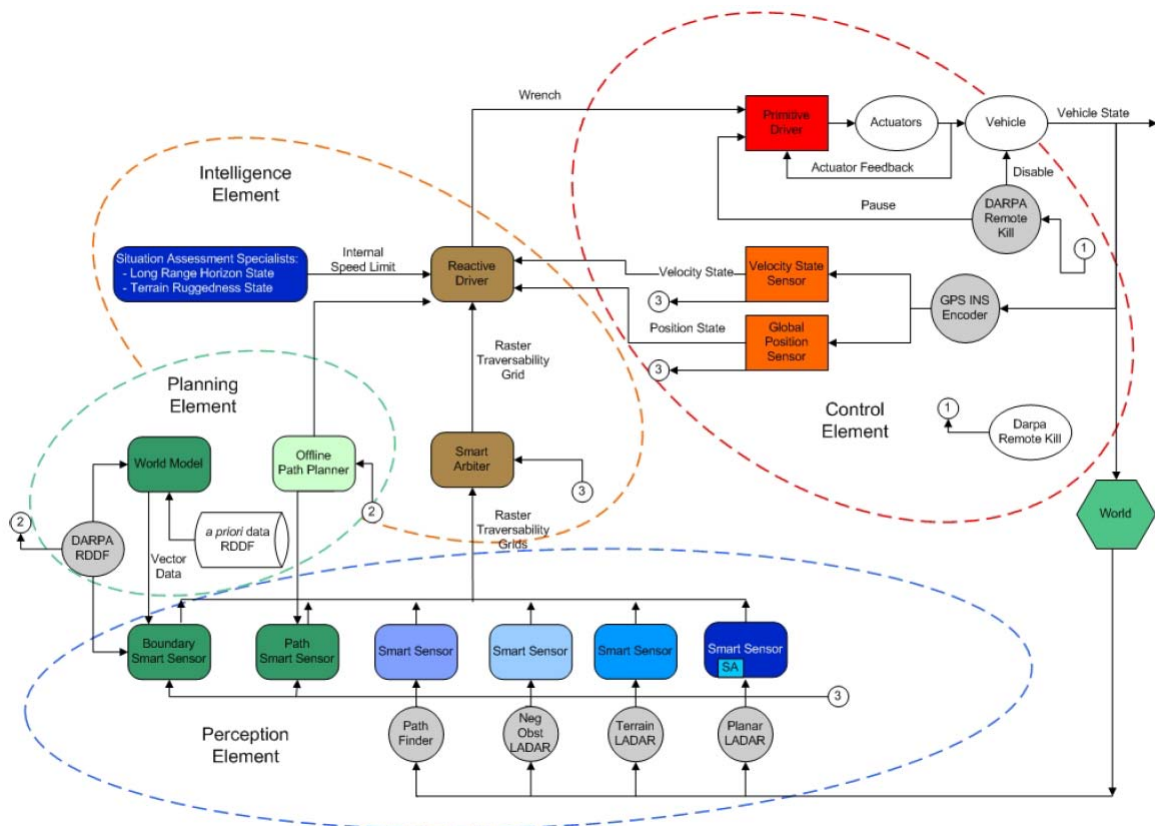 Wrench
Primitive
Driver
Actuators
Vehicle
Vehicle State
Actuator Feedback
Disable
Intelligence
Element
Pause
DARPA
Remote
Kill
1
Situation Assessment Specialists:
- Long Range Horizon State
- Terrain Ruggedness State
Internal
Speed Limit
Reactive
Driver
Velocity State
Velocity State
Sensor
3
GPS INS
Encoder
Position State
Global
Position
Sensor
3
Raster
Traversability
Grid
Planning
Element
Control
Element
1
Darpa
Remote Kill
World Model
Offline
Path Planner
Smart
Arbiter
3
2
2
DARPA
RDDF
a priori data
RDDF
Vector
Data
Raster
Traversability
Grids
World
Boundary
Smart Sensor
Path
Smart Sensor
Smart Sensor
Smart Sensor
Smart Sensor
Smart Sensor
SA
3
Perception
Element
Path
Finder
Neg
Obst
LADAR
Terrain
LADAR
Planar
LADAR